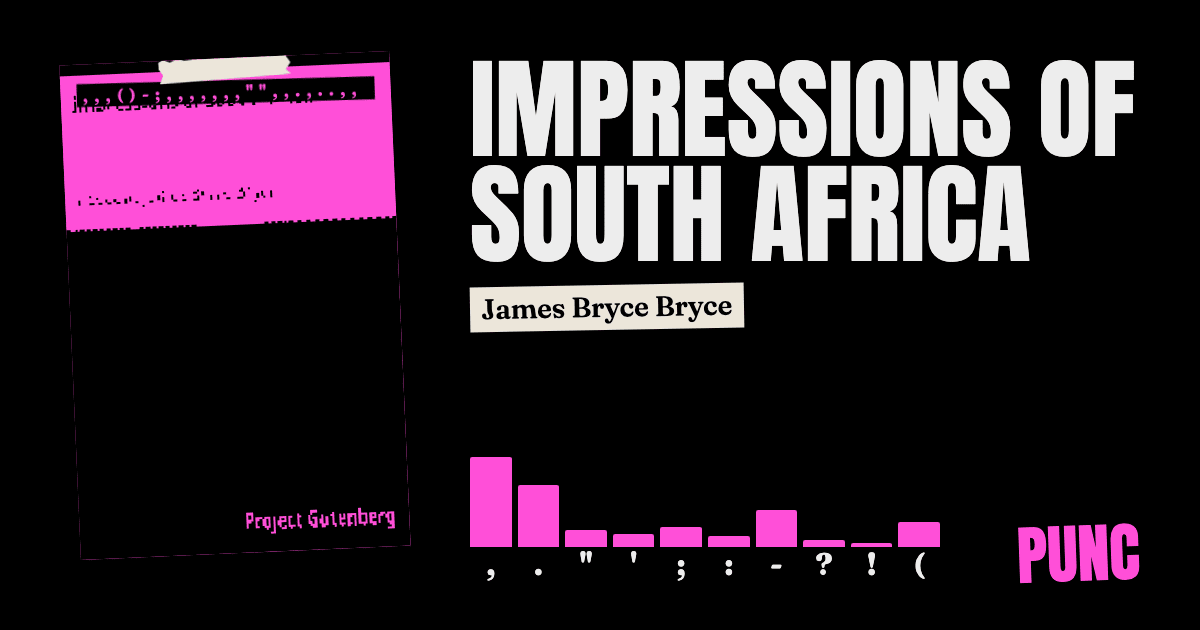 ,,,()-;,,,,,,,"",,.,..,,
Project Gutenberg
IMPRESSIONS OF
SOUTH AFRICA
James Bryce Bryce
, . " ' ; : - ? ! (
PUNC